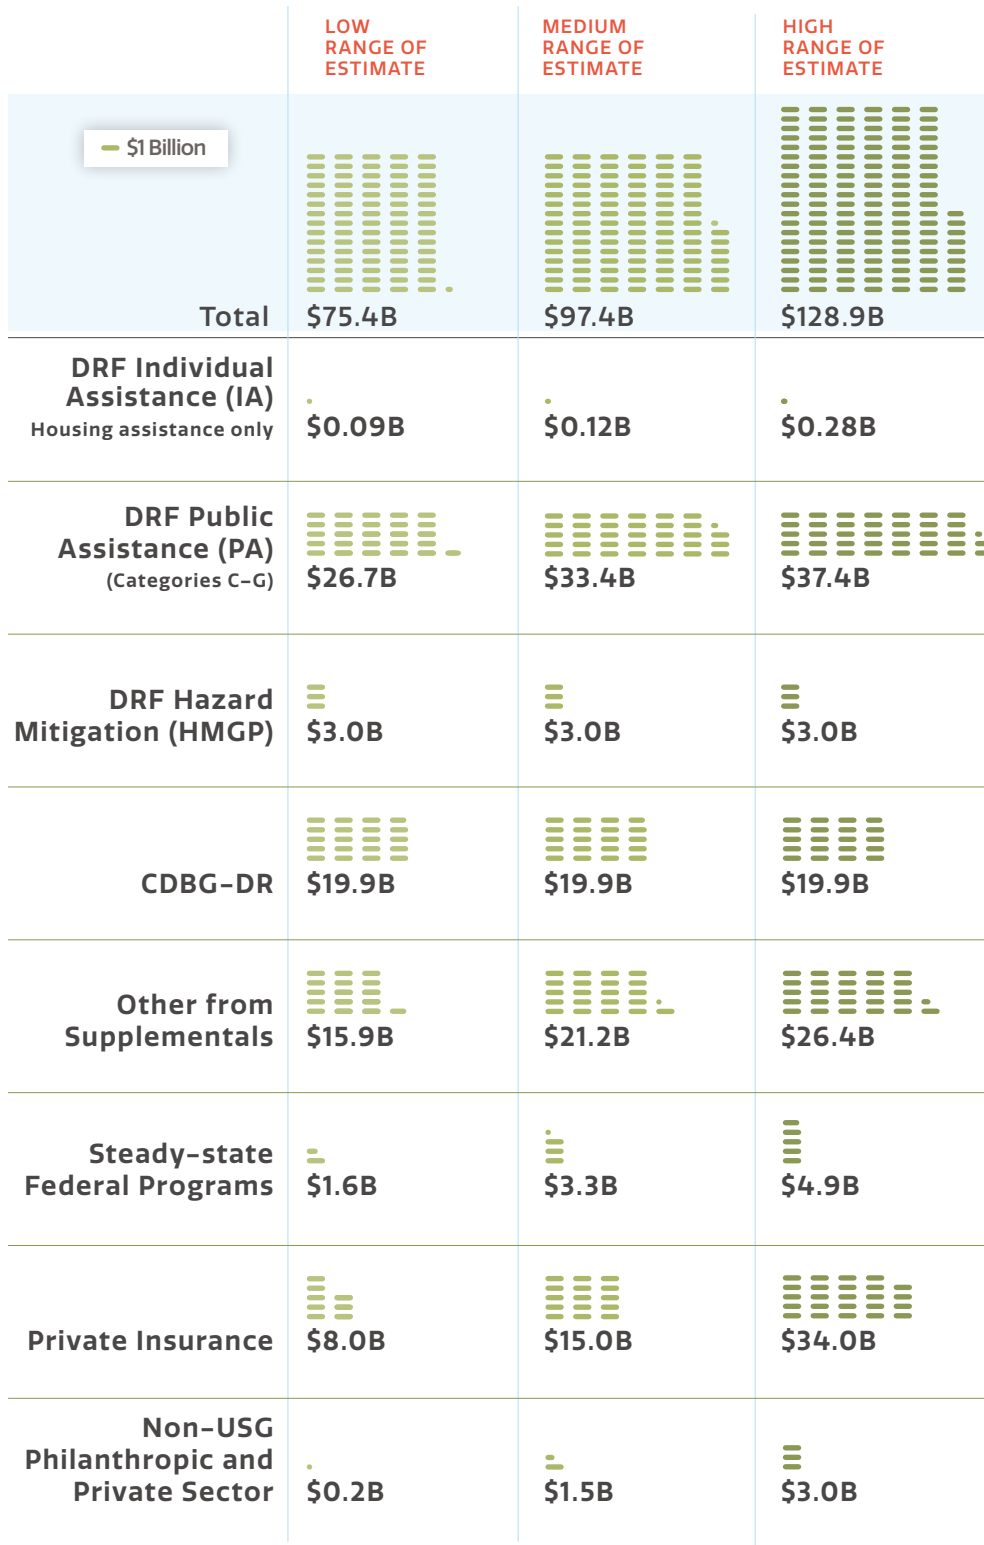 LOW
RANGE OF
ESTIMATE
MEDIUM
RANGE OF
ESTIMATE
HIGH
RANGE OF
ESTIMATE
$1 Billion
Total
$75.4B
$97.4B
$128.9B
DRF Individual
Assistance (IA)
Housing assistance only
$0.09B
$0.12B
$0.28B
DRF Public
Assistance (PA)
(Categories C–G)
$26.7B
$33.4B
$37.4B
DRF Hazard
Mitigation (HMGP)
$3.0B
$3.0B
$3.0B
CDBG–DR
$19.9B
$19.9B
$19.9B
Other from
Supplementals
$15.9B
$21.2B
$26.4B
Steady-state
Federal Programs
$1.6B
$3.3B
$4.9B
Private Insurance
$8.0B
$15.0B
$34.0B
Non–USG
Philanthropic and
Private Sector
$0.2B
$1.5B
$3.0B